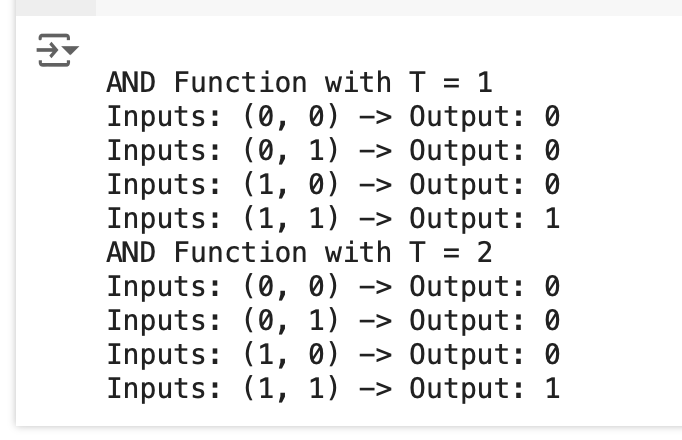 AND Function with T = 1
Inputs: (0, 0) -> Output: 0
Inputs: (0, 1) -> Output: 0
Inputs: (1, 0) -> Output: 0
Inputs: (1, 1) -> Output: 1
AND Function with T = 2
Inputs: (0, 0) -> Output: 0
Inputs: (0, 1) -> Output: 0
Inputs: (1, 0) -> Output: 0
Inputs: (1, 1) -> Output: 1